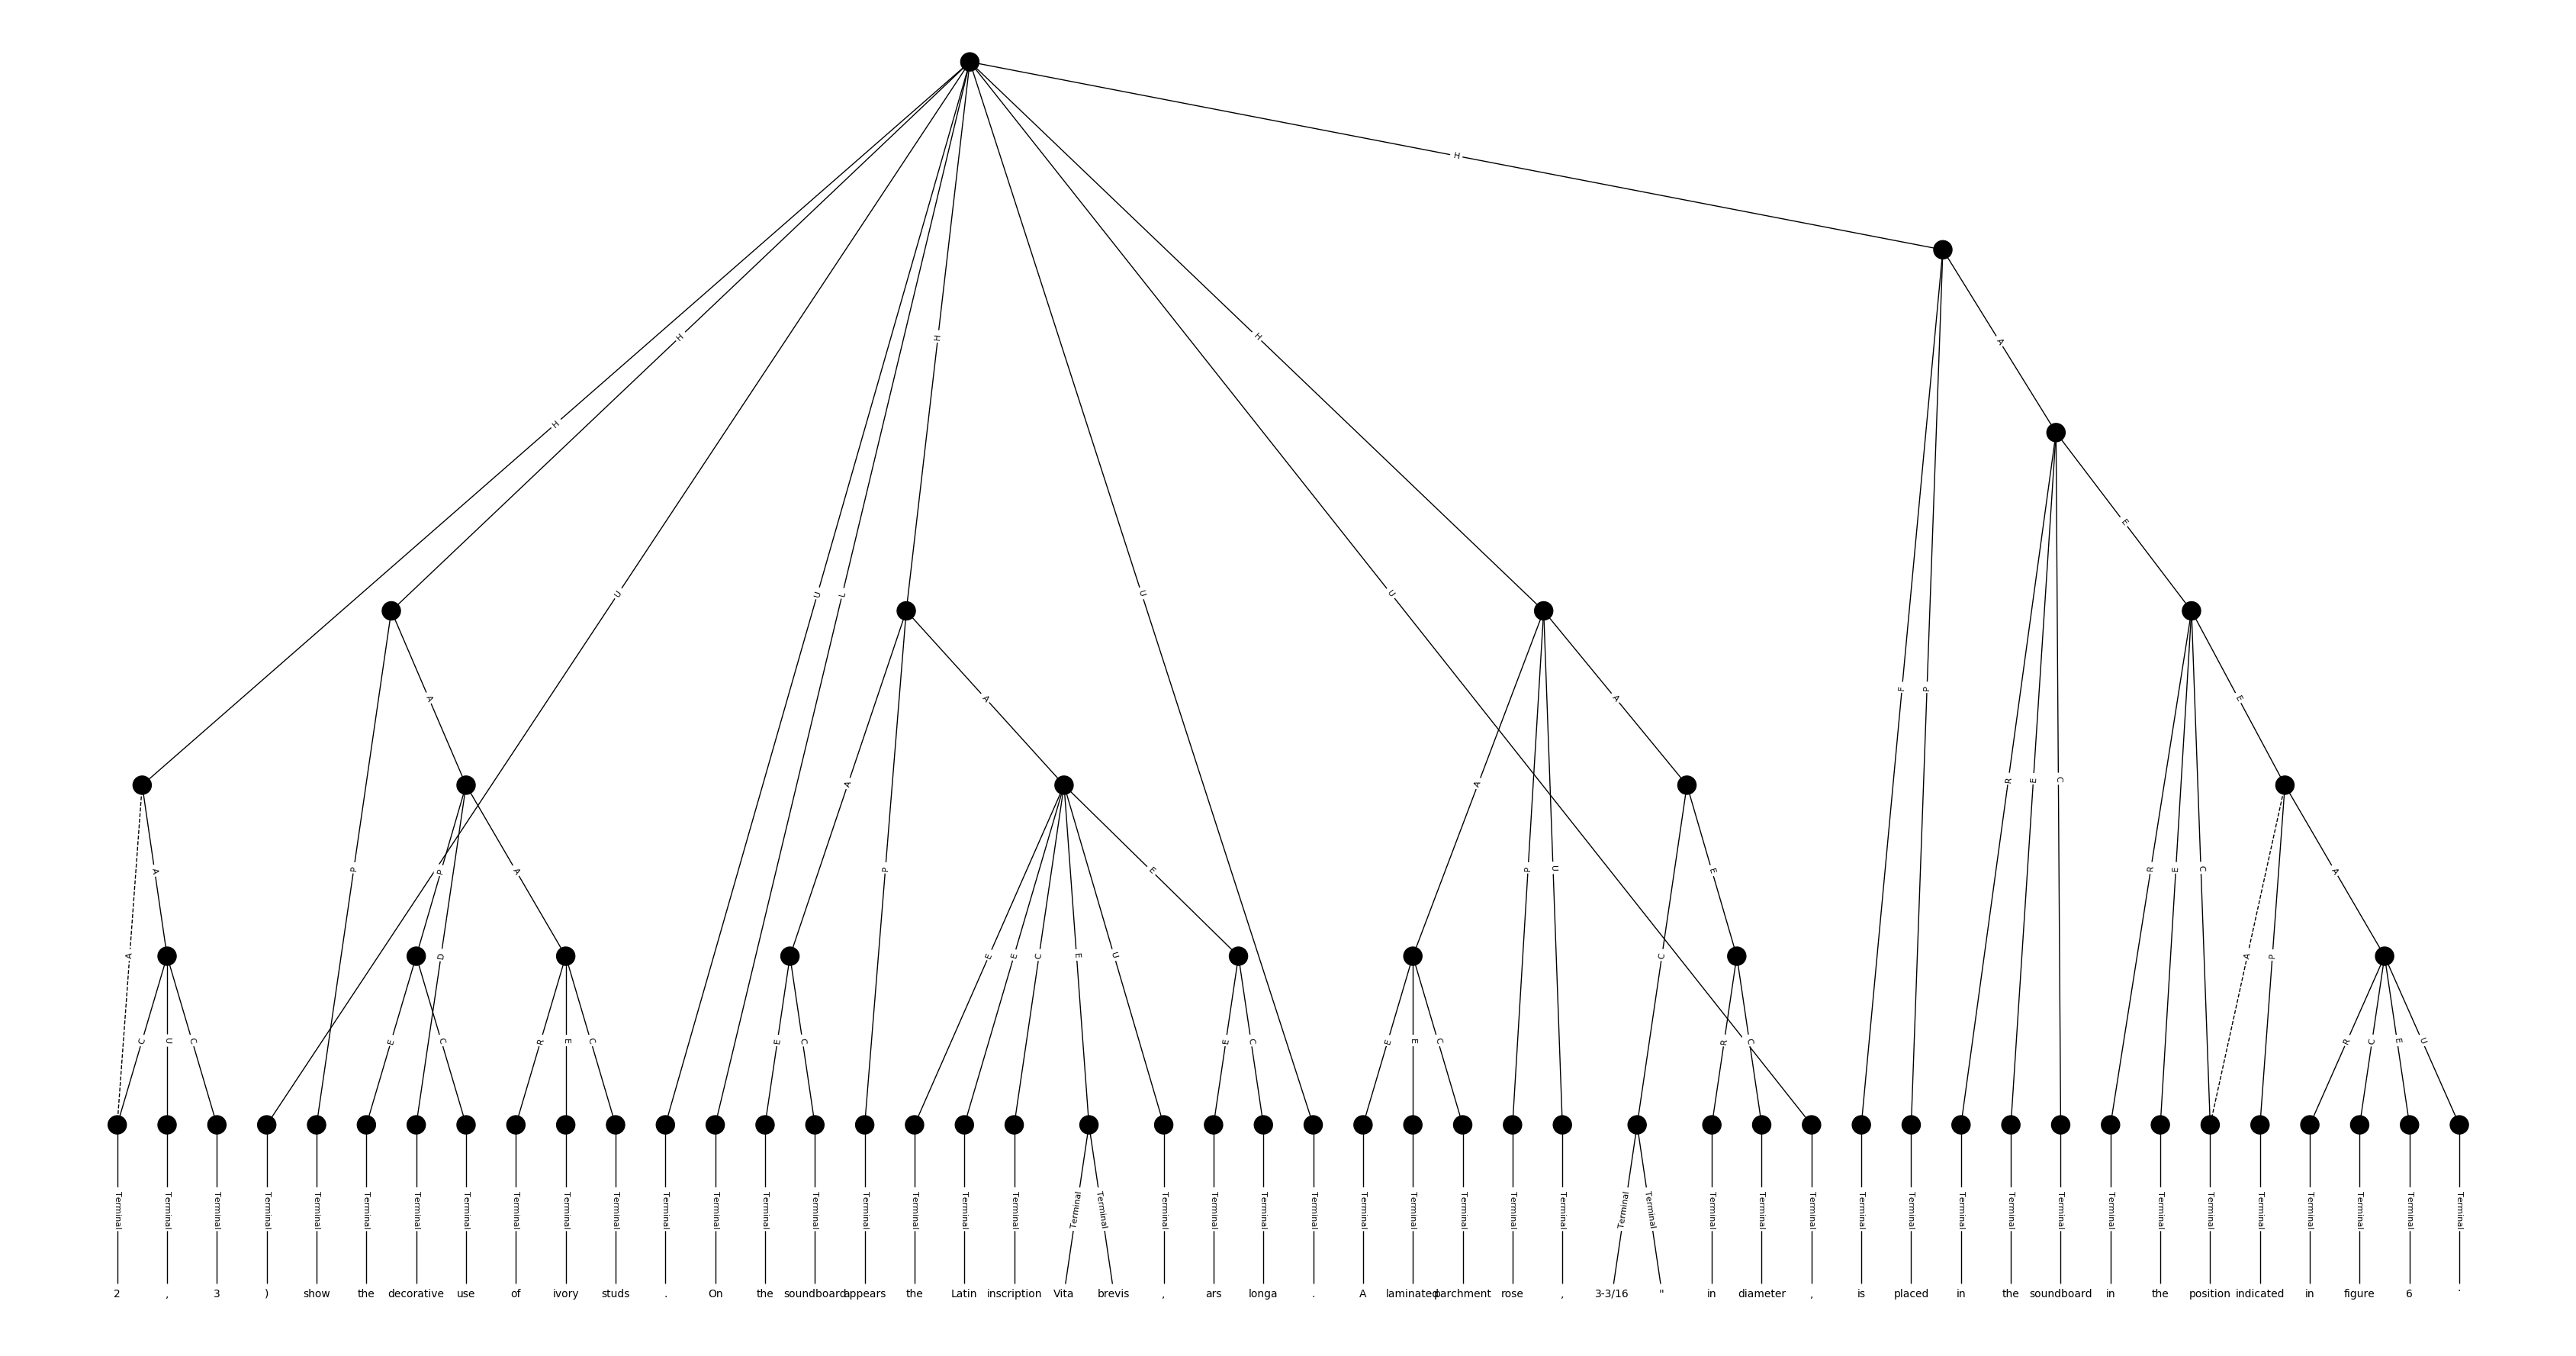 H
H
H
H
A
U
U
L
U
H
U
E
H
A
A
A
E
A
F
P
A
P
R
E
C
A
P
A
P
E
P
U
E
R
E
C
A
A
D
E
E
C
E
U
C
A
P
C
U
C
E
C
R
E
C
E
C
E
C
E
E
C
R
C
R
C
E
U
Terminal Terminal Terminal Terminal Terminal Terminal Terminal Terminal Terminal Terminal Terminal Terminal Terminal Terminal Terminal Terminal Terminal Terminal Terminal Terminal Terminal Terminal Terminal Terminal Terminal Terminal Terminal Terminal Terminal Terminal Terminal Terminal Terminal Terminal Terminal Terminal Terminal Terminal Terminal Terminal Terminal Terminal Terminal Terminal Terminal Terminal Terminal Terminal
2 , 3 ) show the decorative use of ivory studs . On the soundboard appears the Latin inscription Vita brevis , ars longa . A laminated parchment rose , 3-3/16 " in diameter , is placed in the soundboard in the position indicated in figure 6 .